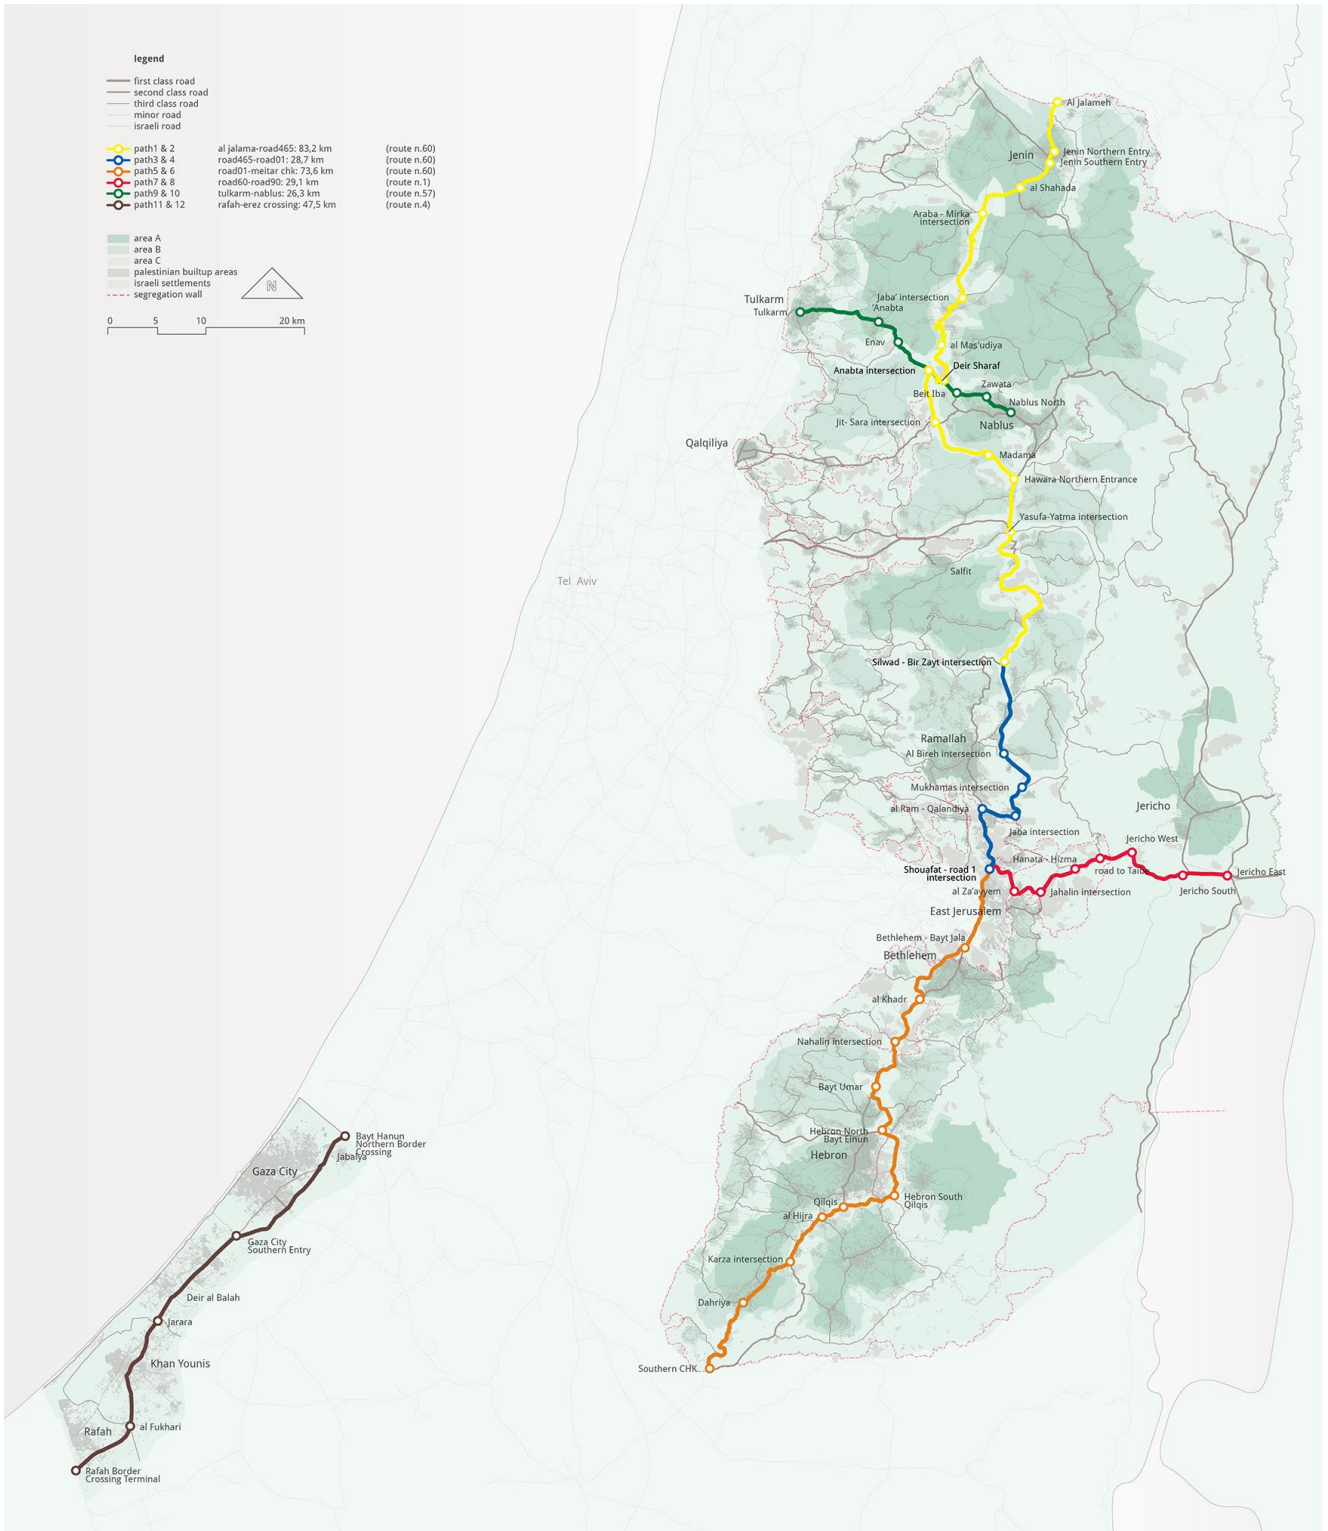 legend
first class road
second class road
third class road
minor road
israeli road
path1 & 2 al jalama-road465: 83,2 km (route n.60)
path3 & 4 road465-road01: 28,7 km (route n.60)
path5 & 6 road01-meitar chk: 73,6 km (route n.60)
path7 & 8 road60-road90: 29,1 km (route n.1)
path9 & 10 tulkarm-nablus: 26,3 km (route n.57)
path11 & 12 rafah-erez crossing: 47,5 km (route n.4)
area A
area B
area C
palestinian builtup areas
israeli settlements
segregation wall
N
0 5 10 20 km
Al Jalameh
Jenin
Jenin Northern Entry
Jenin Southern Entry
al Shahada
Araba - Mirka
intersection
Jaba' intersection
Tulkarm
Tulkarm
'Anabta
Enav
al Mas'udiya
Anabta intersection
Deir Sharaf
Beit Iba
Zawata
Nablus North
Nablus
Jit- Sara intersection
Qalqiliya
Madama
Hawara Northern Entrance
Yasufa-Yatma intersection
Salfit
Tel Aviv
Silwad - Bir Zayt intersection
Ramallah
Al Bireh intersection
Mukhamas intersection
al Ram - Qalandiya
Jaba intersection
Jericho
Jericho West
Hanata - Hizma
road to Taibe
Shouafat - road 1
intersection
Jericho East
Jericho South
al Za'ayyem
Jahalin intersection
East Jerusalem
Bethlehem - Bayt Jala
Bethlehem
al Khadr
Nahalin intersection
Bayt Umar
Hebron North
Bayt Einun
Hebron
Hebron South
Qilqis
Qilqis
al Hijra
Karza intersection
Dahriya
Southern CHK
Bayt Hanun
Northern Border
Crossing
Jabalya
Gaza City
Gaza City
Southern Entry
Deir al Balah
Jarara
Khan Younis
al Fukhari
Rafah
Rafah Border
Crossing Terminal